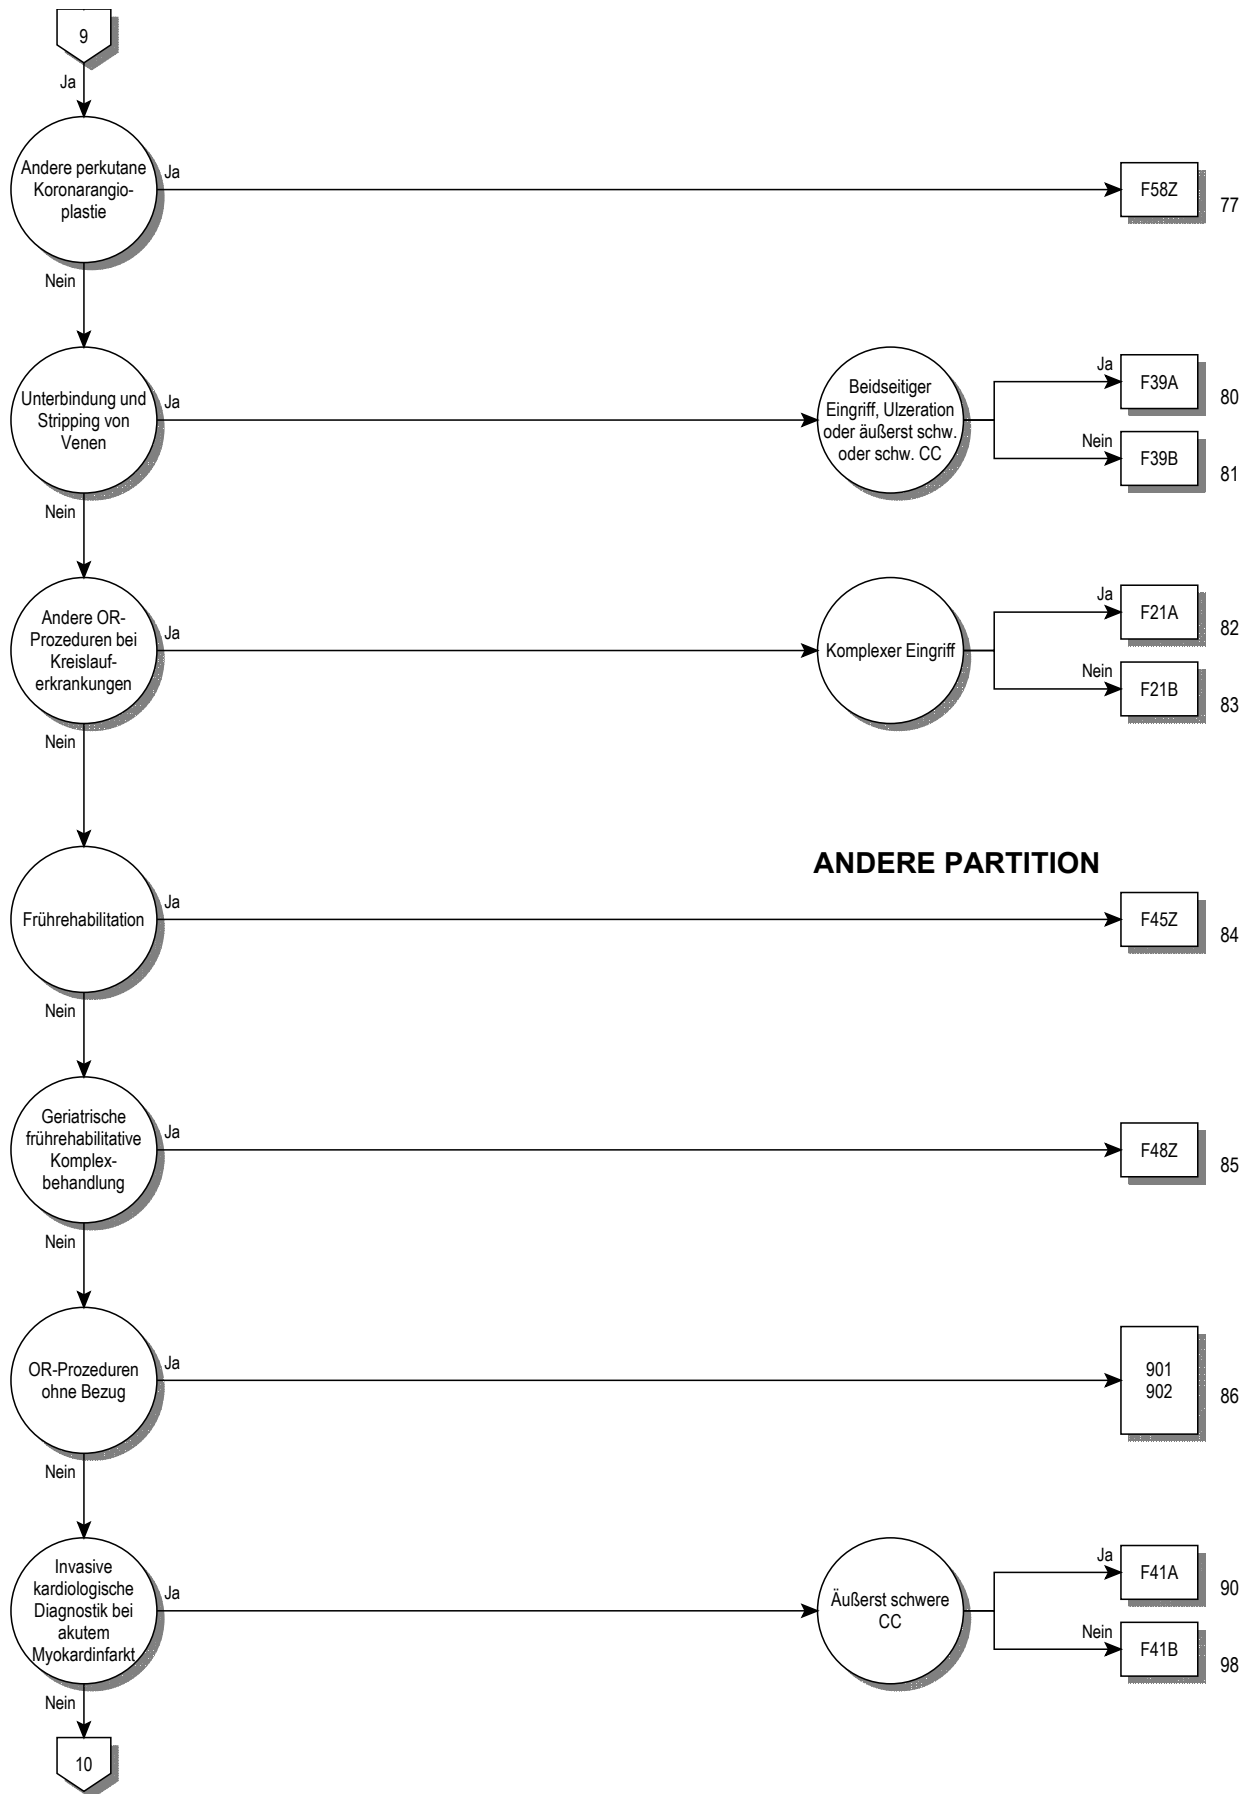 9
Ja
Andere perkutane
Koronarangio-
plastie
Ja
F58Z
77
Nein
Unterbindung und
Stripping von
Venen
Ja
Beidseitiger
Eingriff, Ulzeration
oder äußerst schw.
oder schw. CC
Ja
F39A
80
Nein
F39B
81
Nein
Andere OR-
Prozeduren bei
Kreislauf-
erkrankungen
Ja
Komplexer Eingriff
Ja
F21A
82
Nein
F21B
83
Nein
ANDERE PARTITION
Frührehabilitation
Ja
F45Z
84
Nein
Geriatrische
frührehabilitative
Komplex-
behandlung
Ja
F48Z
85
Nein
OR-Prozeduren
ohne Bezug
Ja
901
902
86
Nein
Invasive
kardiologische
Diagnostik bei
akutem
Myokardinfarkt
Ja
Äußerst schwere
CC
Ja
F41A
90
Nein
F41B
98
Nein
10